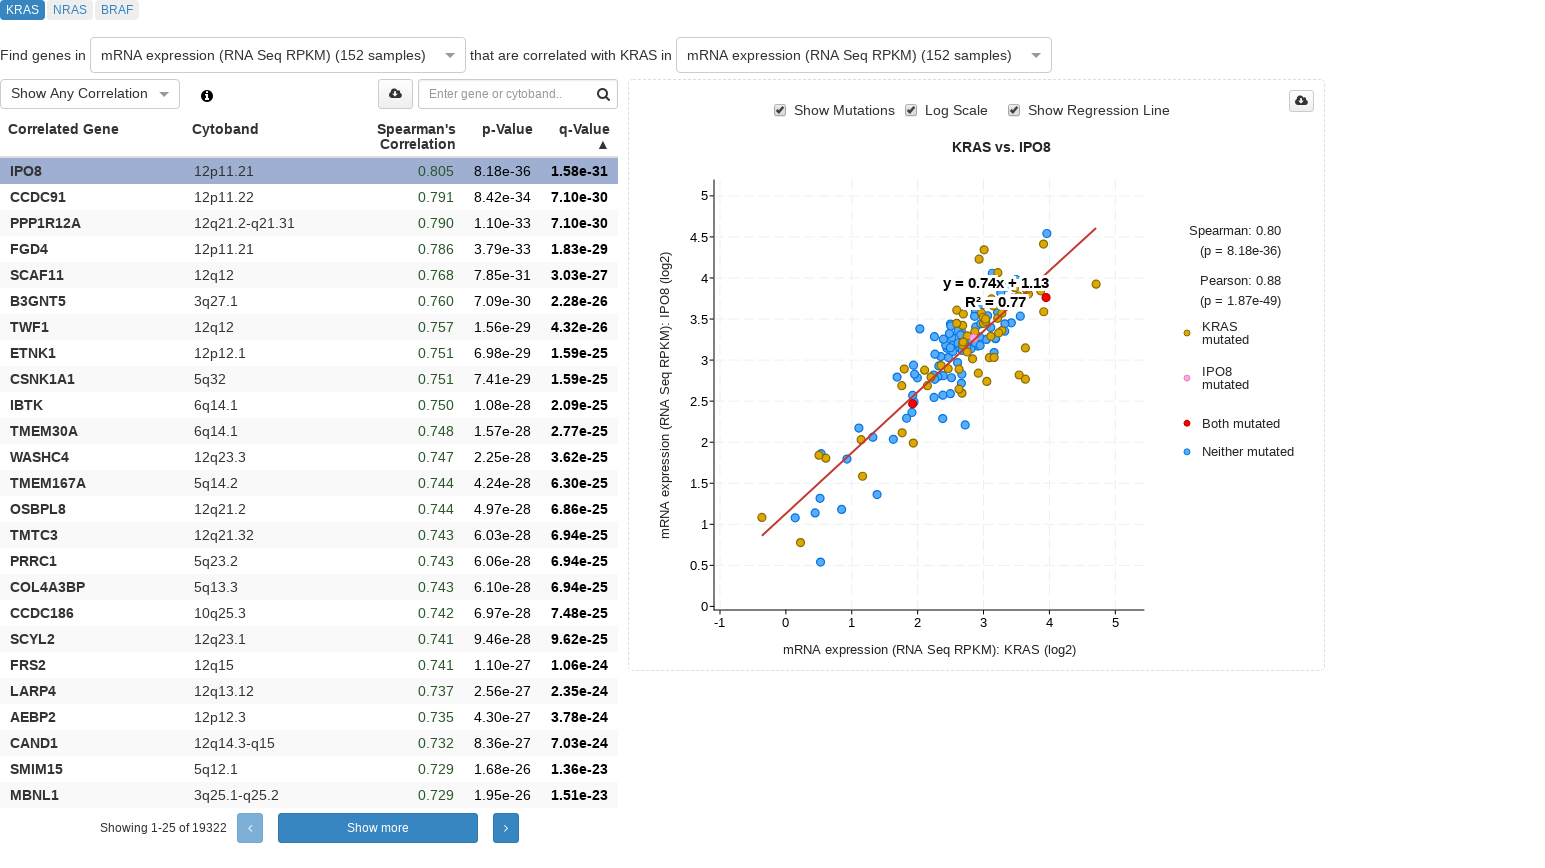 KRAS NRAS BRAF
Find genes in mRNA expression (RNA Seq RPKM) (152 samples) that are correlated with KRAS in mRNA expression (RNA Seq RPKM) (152 samples)
Show Any Correlation Enter gene or cytoband..
Correlated Gene Cytoband Spearman's Correlation p-Value q-Value ▲
IPO8 12p11.21 0.805 8.18e-36 1.58e-31
CCDC91 12p11.22 0.791 8.42e-34 7.10e-30
PPP1R12A 12q21.2-q21.31 0.790 1.10e-33 7.10e-30
FGD4 12p11.21 0.786 3.79e-33 1.83e-29
SCAF11 12q12 0.768 7.85e-31 3.03e-27
B3GNT5 3q27.1 0.760 7.09e-30 2.28e-26
TWF1 12q12 0.757 1.56e-29 4.32e-26
ETNK1 12p12.1 0.751 6.98e-29 1.59e-25
CSNK1A1 5q32 0.751 7.41e-29 1.59e-25
IBTK 6q14.1 0.750 1.08e-28 2.09e-25
TMEM30A 6q14.1 0.748 1.57e-28 2.77e-25
WASHC4 12q23.3 0.747 2.25e-28 3.62e-25
TMEM167A 5q14.2 0.744 4.24e-28 6.30e-25
OSBPL8 12q21.2 0.744 4.97e-28 6.86e-25
TMTC3 12q21.32 0.743 6.03e-28 6.94e-25
PRRC1 5q23.2 0.743 6.06e-28 6.94e-25
COL4A3BP 5q13.3 0.743 6.10e-28 6.94e-25
CCDC186 10q25.3 0.742 6.97e-28 7.48e-25
SCYL2 12q23.1 0.741 9.46e-28 9.62e-25
FRS2 12q15 0.741 1.10e-27 1.06e-24
LARP4 12q13.12 0.737 2.56e-27 2.35e-24
AEBP2 12p12.3 0.735 4.30e-27 3.78e-24
CAND1 12q14.3-q15 0.732 8.36e-27 7.03e-24
SMIM15 5q12.1 0.729 1.68e-26 1.36e-23
MBNL1 3q25.1-q25.2 0.729 1.95e-26 1.51e-23
Showing 1-25 of 19322 Show more
Show Mutations Log Scale Show Regression Line
KRAS vs. IPO8
mRNA expression (RNA Seq RPKM): IPO8 (log2)
5
4.5
4
3.5
3
2.5
2
1.5
1
0.5
0
y = 0.74x + 1.13
R² = 0.77
-1 0 1 2 3 4 5
mRNA expression (RNA Seq RPKM): KRAS (log2)
Spearman: 0.80
(p = 8.18e-36)
Pearson: 0.88
(p = 1.87e-49)
KRAS
mutated
IPO8
mutated
Both mutated
Neither mutated